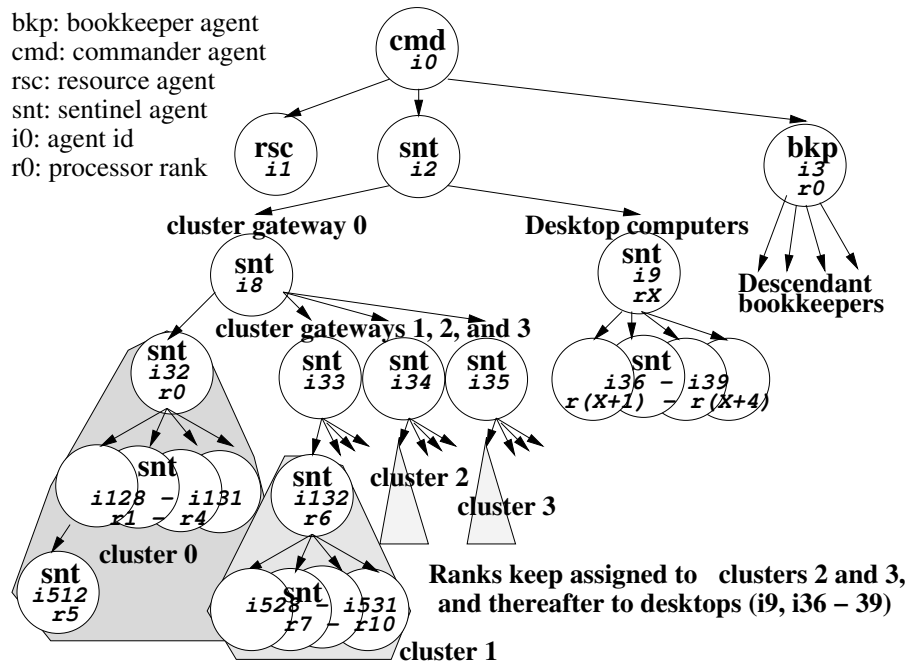 bkp: bookkeeper agent
cmd: commander agent
rsc: resource agent
snt: sentinel agent
i0: agent id
r0: processor rank
cmd
i0
rsc
i1
snt
i2
bkp
i3
r0
cluster gateway 0
Desktop computers
snt
i8
snt
i9
rX
Descendant
bookkeepers
cluster gateways 1, 2, and 3
snt
i32
r0
snt
i33
snt
i34
snt
i35
snt
i36 – i39
r(X+1) – r(X+4)
snt
i128 – i131
r1 – r4
cluster 0
snt
i132
r6
cluster 2
cluster 3
snt
i512
r5
snt
i528 – i531
r7 – r10
cluster 1
Ranks keep assigned to clusters 2 and 3,
and thereafter to desktops (i9, i36 – 39)